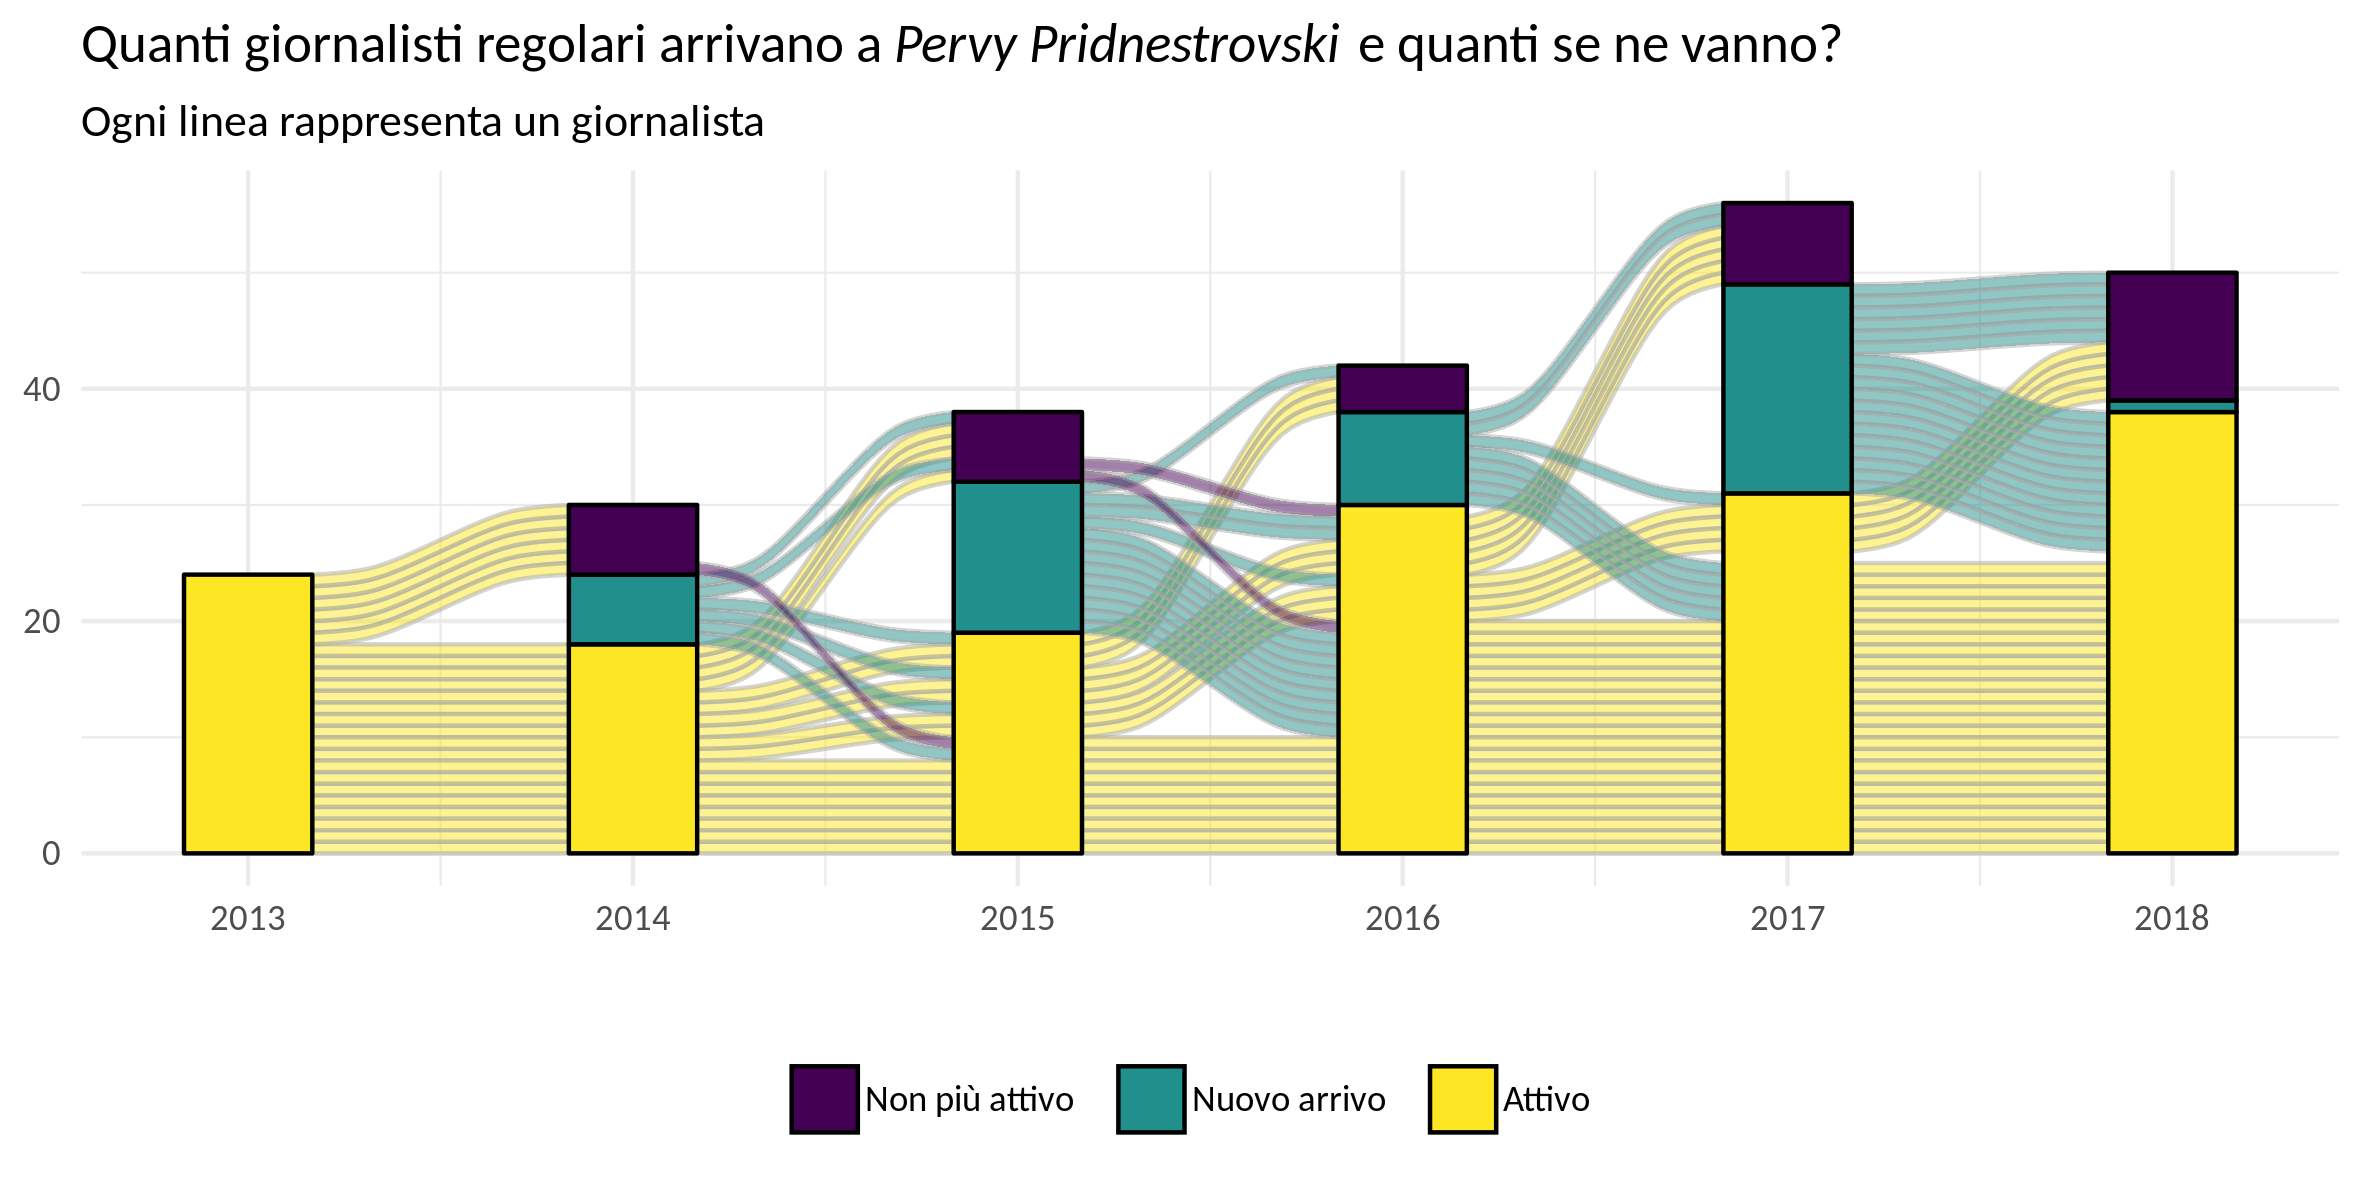 Quanti giornalisti regolari arrivano a Pervy Pridnestrovski e quanti se ne vanno?
Ogni linea rappresenta un giornalista
40
20
0
2013 2014 2015 2016 2017 2018
Non più attivo Nuovo arrivo Attivo